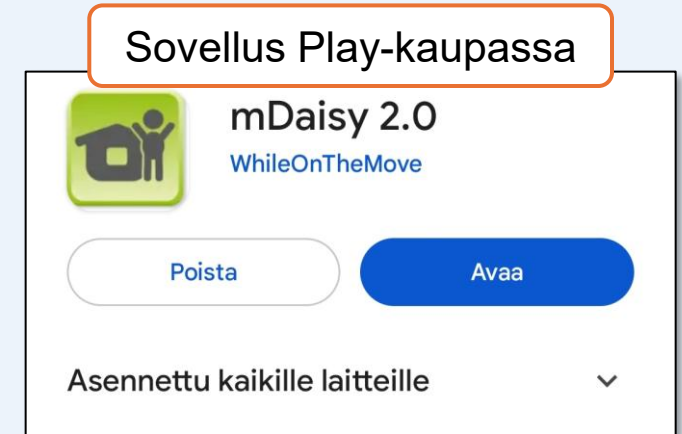 Sovellus Play-kaupassa
mDaisy 2.0
WhileOnTheMove
Poista
Avaa
Asennettu kaikille laitteille